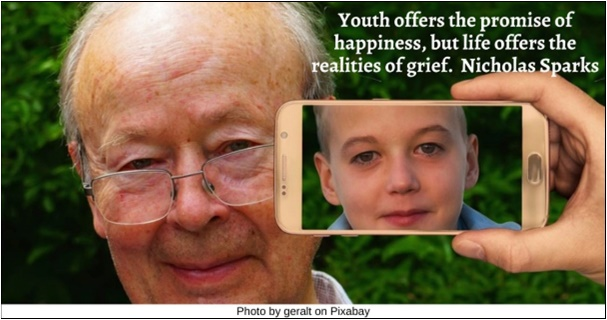 Youth offers the promise of
happiness, but life offers the
realities of grief.  Nicholas Sparks
Photo by geralt on Pixabay